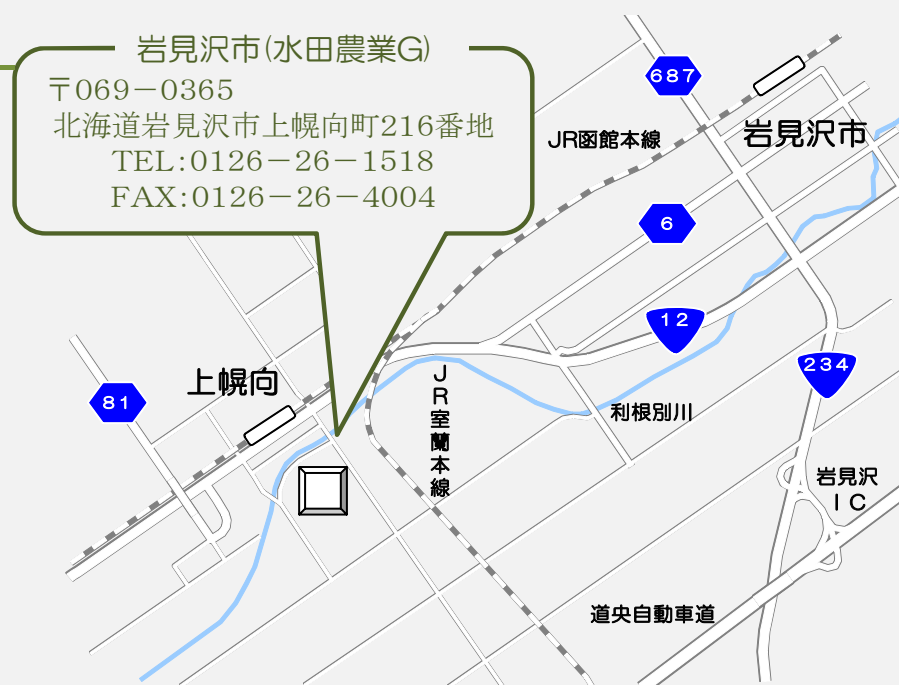 岩見沢市(水田農業G)
〒069-0365
北海道岩見沢市上幌向町216番地
TEL:0126-26-1518
FAX:0126-26-4004
687
JR函館本線
岩見沢市
6
12
234
上幌向
81
JR室蘭本線
利根別川
岩見沢
IC
道央自動車道